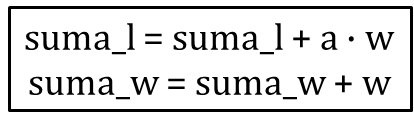 suma_l = suma_l + a · w
suma_w = suma_w + w